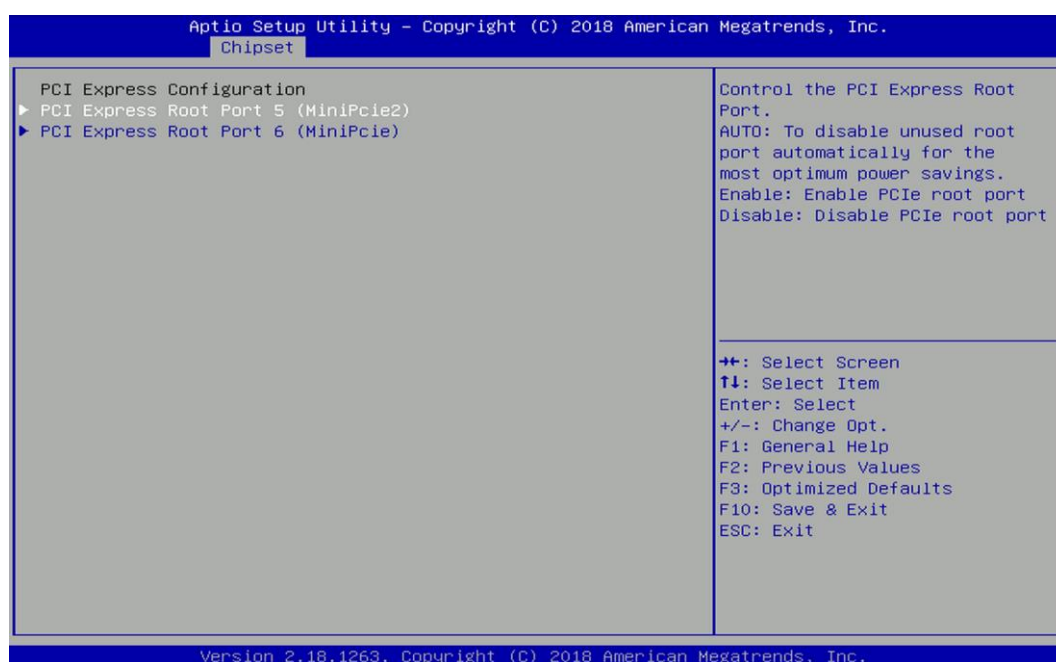 Aptio Setup Utility – Copyright (C) 2018 American Megatrends, Inc.
Chipset
PCI Express Configuration
▶ PCI Express Root Port 5 (MiniPcie2)
▶ PCI Express Root Port 6 (MiniPcie)
Control the PCI Express Root
Port.
AUTO: To disable unused root
port automatically for the
most optimum power savings.
Enable: Enable PCIe root port
Disable: Disable PCIe root port
→←: Select Screen
↑↓: Select Item
Enter: Select
+/-: Change Opt.
F1: General Help
F2: Previous Values
F3: Optimized Defaults
F10: Save & Exit
ESC: Exit
Version 2.18.1263. Copyright (C) 2018 American Megatrends, Inc.